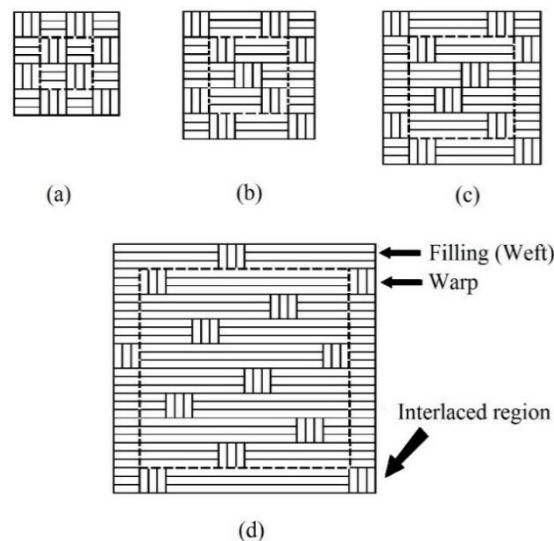 (a)
(b)
(c)
Filling (Weft)
Warp
Interlaced region
(d)